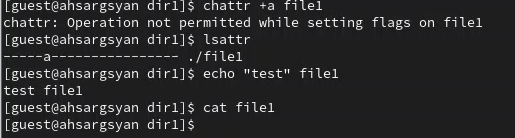 [guest@ahsargsyan dir1]$ chattr +a file1
chattr: Operation not permitted while setting flags on file1
[guest@ahsargsyan dir1]$ lsattr
-----a---------------- ./file1
[guest@ahsargsyan dir1]$ echo "test" file1
test file1
[guest@ahsargsyan dir1]$ cat file1
[guest@ahsargsyan dir1]$